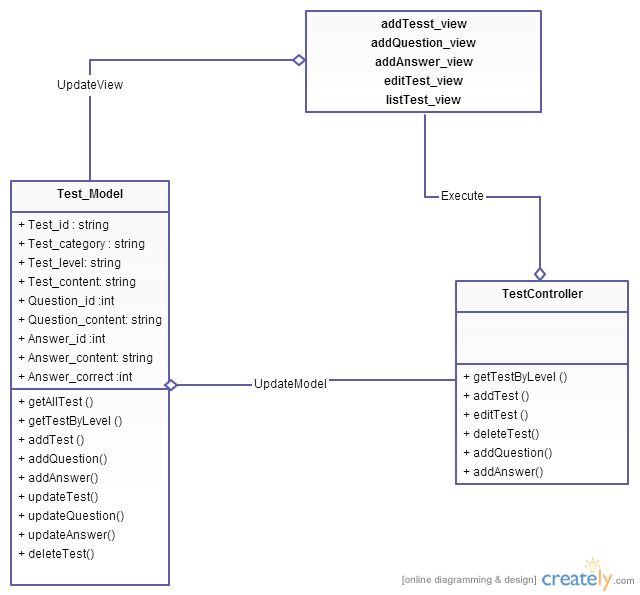 addTesst_view
addQuestion_view
addAnswer_view
editTest_view
listTest_view
UpdateView
Execute
Test_Model
+ Test_id : string
+ Test_category : string
+ Test_level: string
+ Test_content: string
+ Question_id :int
+ Question_content: string
+ Answer_id :int
+ Answer_content: string
+ Answer_correct :int
+ getAllTest ()
+ getTestByLevel ()
+ addTest ()
+ addQuestion()
+ addAnswer()
+ updateTest()
+ updateQuestion()
+ updateAnswer()
+ deleteTest()
UpdateModel
TestController
+ getTestByLevel ()
+ addTest ()
+ editTest ()
+ deleteTest()
+ addQuestion()
+ addAnswer()
[online diagramming & design] creately.com